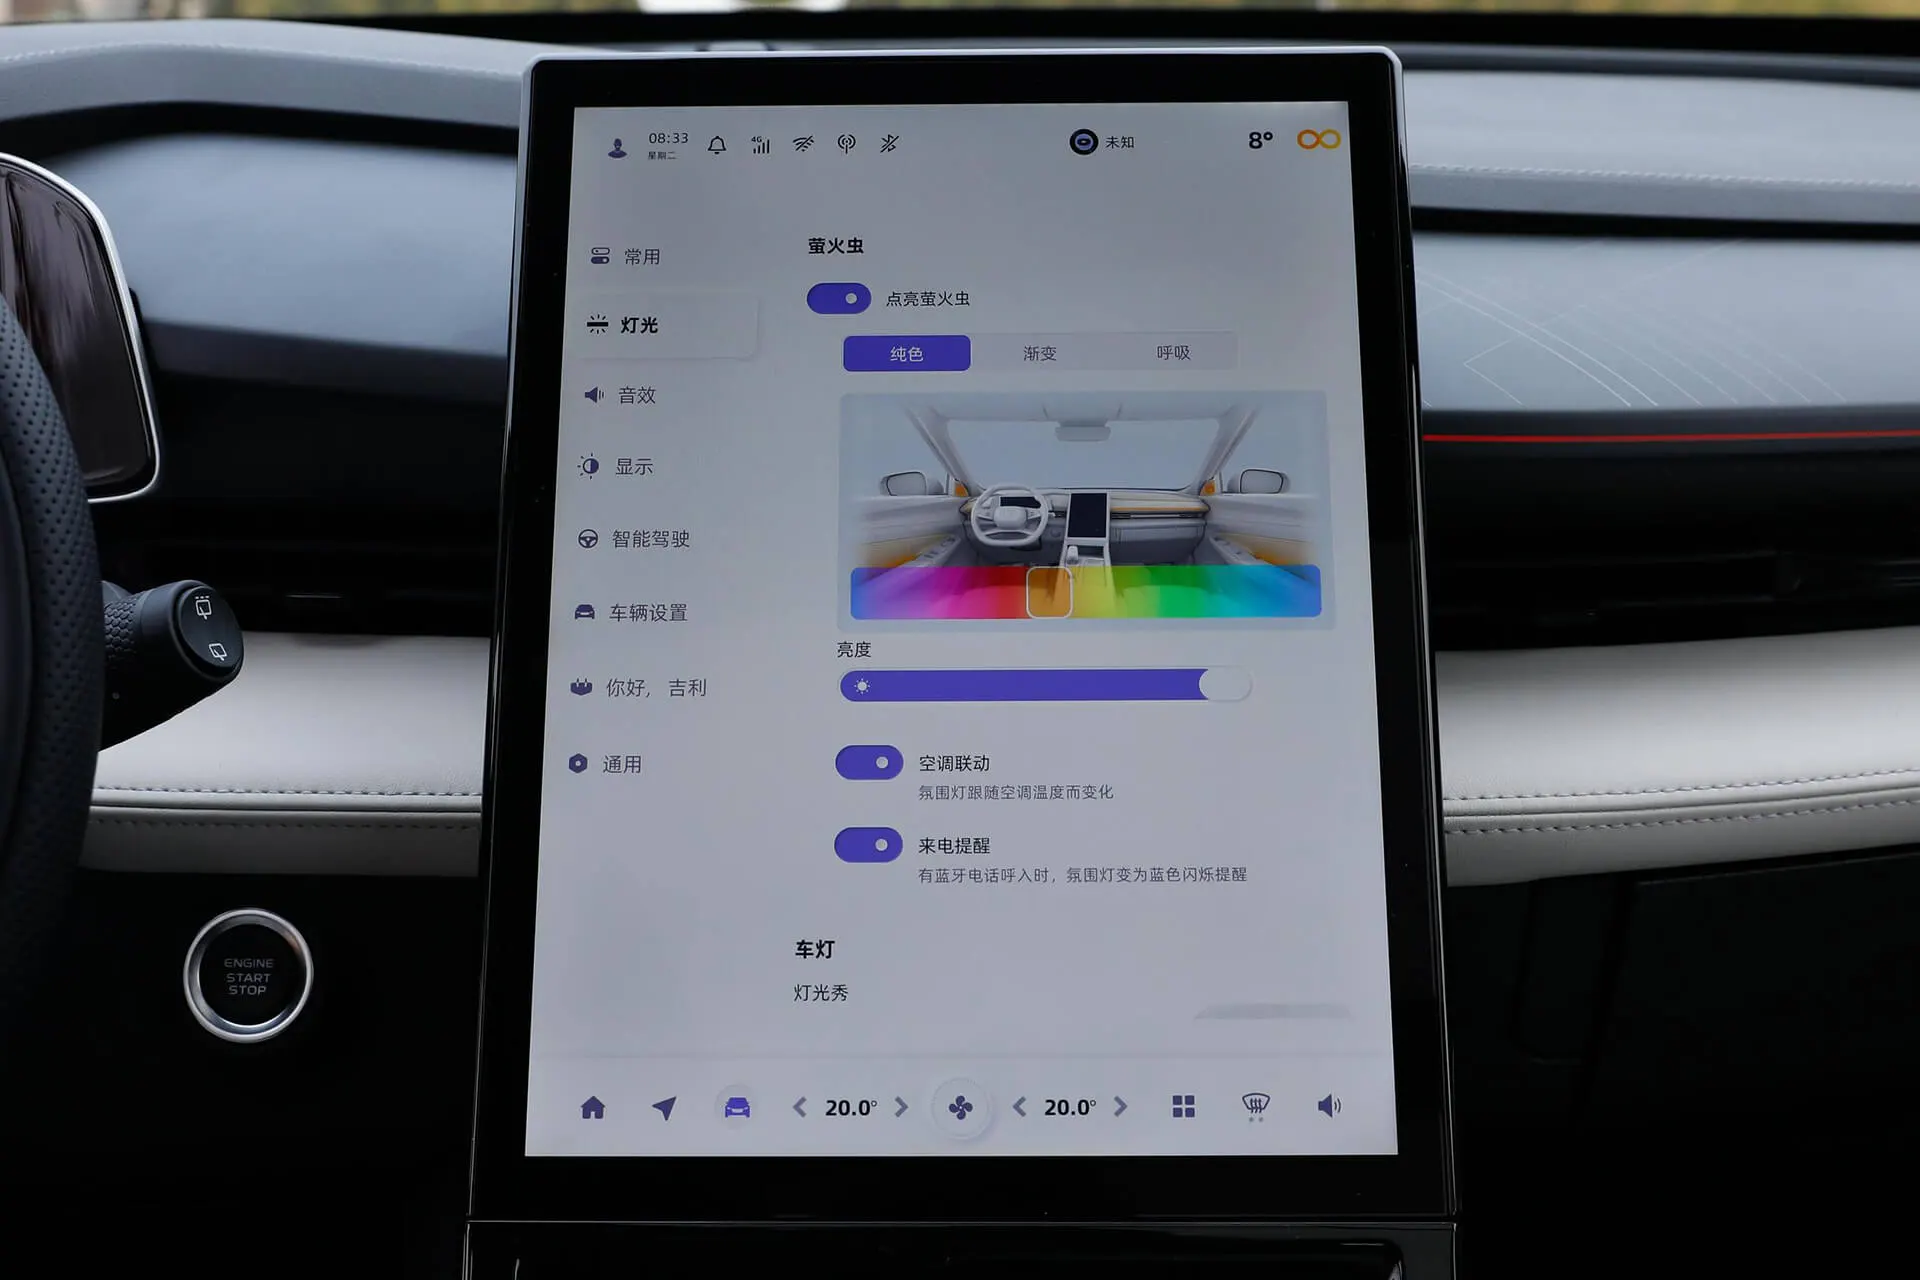 08:33
星期二
4G
未知
8°
常用
灯光
音效
显示
智能驾驶
车辆设置
你好，吉利
通用
萤火虫
点亮萤火虫
纯色 渐变 呼吸
亮度
空调联动
氛围灯跟随空调温度而变化
来电提醒
有蓝牙电话呼入时，氛围灯变为蓝色闪烁提醒
车灯
灯光秀
20.0° 20.0°
ENGINE
START
STOP